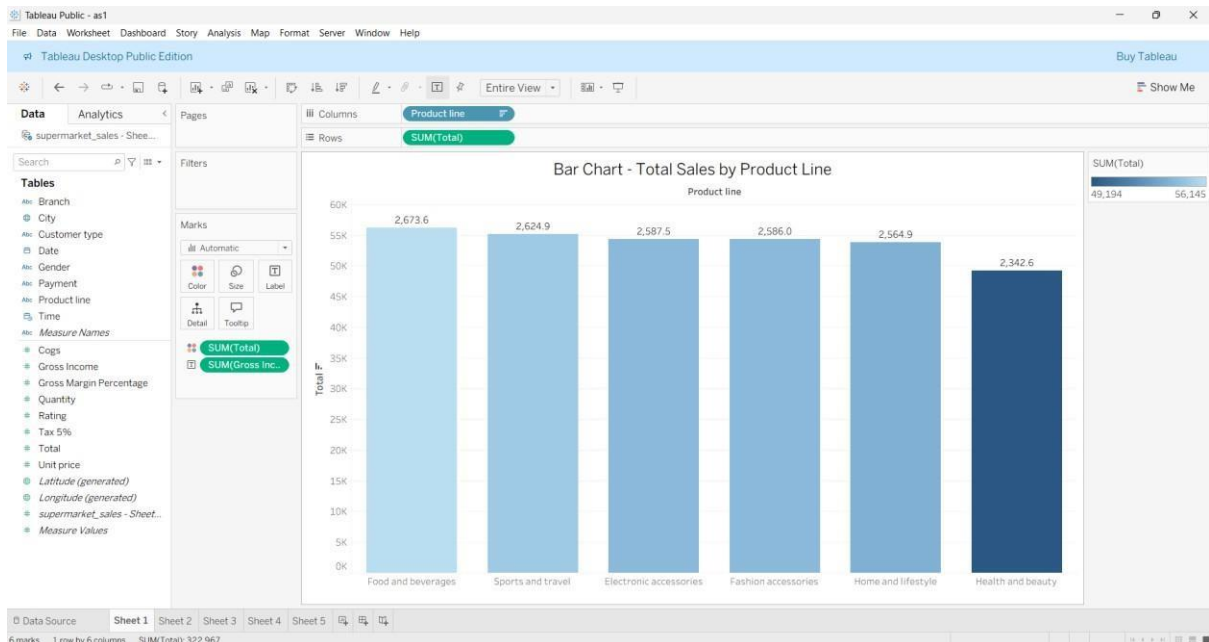 Tableau Public - as1
File Data Worksheet Dashboard Story Analysis Map Format Server Window Help
Tableau Desktop Public Edition
Buy Tableau
Entire View
Show Me
Data Analytics
supermarket_sales - Shee...
Search
Tables
Abc Branch
City
Abc Customer type
Date
Abc Gender
Abc Payment
Abc Product line
Time
Abc Measure Names
# Cogs
# Gross Income
# Gross Margin Percentage
# Quantity
# Rating
# Tax 5%
# Total
# Unit price
Latitude (generated)
Longitude (generated)
# supermarket_sales - Sheet...
# Measure Values
Pages
Filters
Marks
Automatic
Color Size Label
Detail Tooltip
SUM(Total)
SUM(Gross Inc..
Columns Product line
Rows SUM(Total)
Bar Chart - Total Sales by Product Line
Product line
60K
55K
50K
45K
40K
35K
30K
25K
20K
15K
10K
5K
0K
Total
2,673.6 2,624.9 2,587.5 2,586.0 2,564.9 2,342.6
Food and beverages Sports and travel Electronic accessories Fashion accessories Home and lifestyle Health and beauty
SUM(Total)
49,194 56,145
Data Source Sheet 1 Sheet 2 Sheet 3 Sheet 4 Sheet 5
6 marks 1 row by 6 columns SUM(Total): 322,967